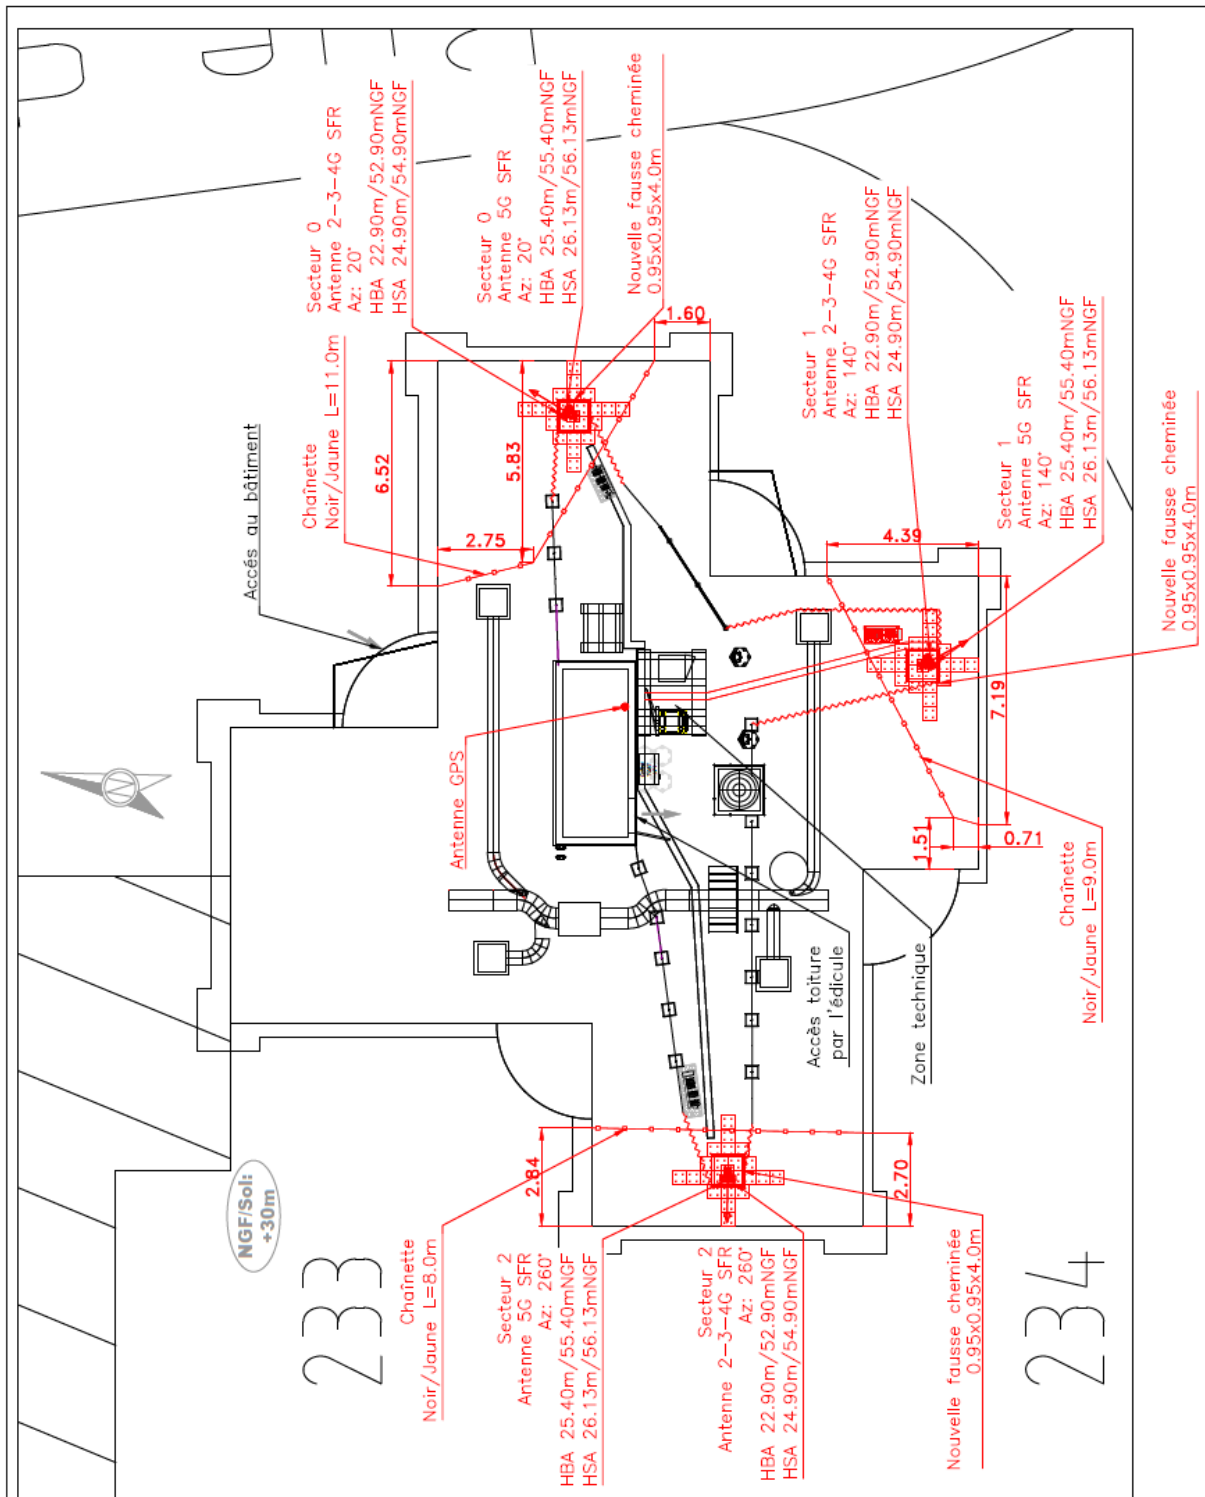 Secteur 0
Antenne 2-3-4G SFR
Az: 20°
HBA 22.90m/52.90mNGF
HSA 24.90m/54.90mNGF
Secteur 0
Antenne 5G SFR
Az: 20°
HBA 25.40m/55.40mNGF
HSA 26.13m/56.13mNGF
Nouvelle fausse cheminée
0.95x0.95x4.0m
Secteur 1
Antenne 2-3-4G SFR
Az: 140°
HBA 22.90m/52.90mNGF
HSA 24.90m/54.90mNGF
Secteur 1
Antenne 5G SFR
Az: 140°
HBA 25.40m/55.40mNGF
HSA 26.13m/56.13mNGF
Nouvelle fausse cheminée
0.95x0.95x4.0m
Accés au bâtiment
Chaînette
Noir/Jaune L=11.0m
6.52
5.83
2.75
1.60
4.39
7.19
1.51
0.71
N
Antenne GPS
Accès toiture
par l'édicule
Zone technique
Chaînette
Noir/Jaune L=9.0m
NGF/Sol:
+30m
233
Chaînette
Noir/Jaune L=8.0m
2.84
2.70
Secteur 2
Antenne 5G SFR
Az: 260°
HBA 25.40m/55.40mNGF
HSA 26.13m/56.13mNGF
Secteur 2
Antenne 2-3-4G SFR
Az: 260°
HBA 22.90m/52.90mNGF
HSA 24.90m/54.90mNGF
Nouvelle fausse cheminée
0.95x0.95x4.0m
234